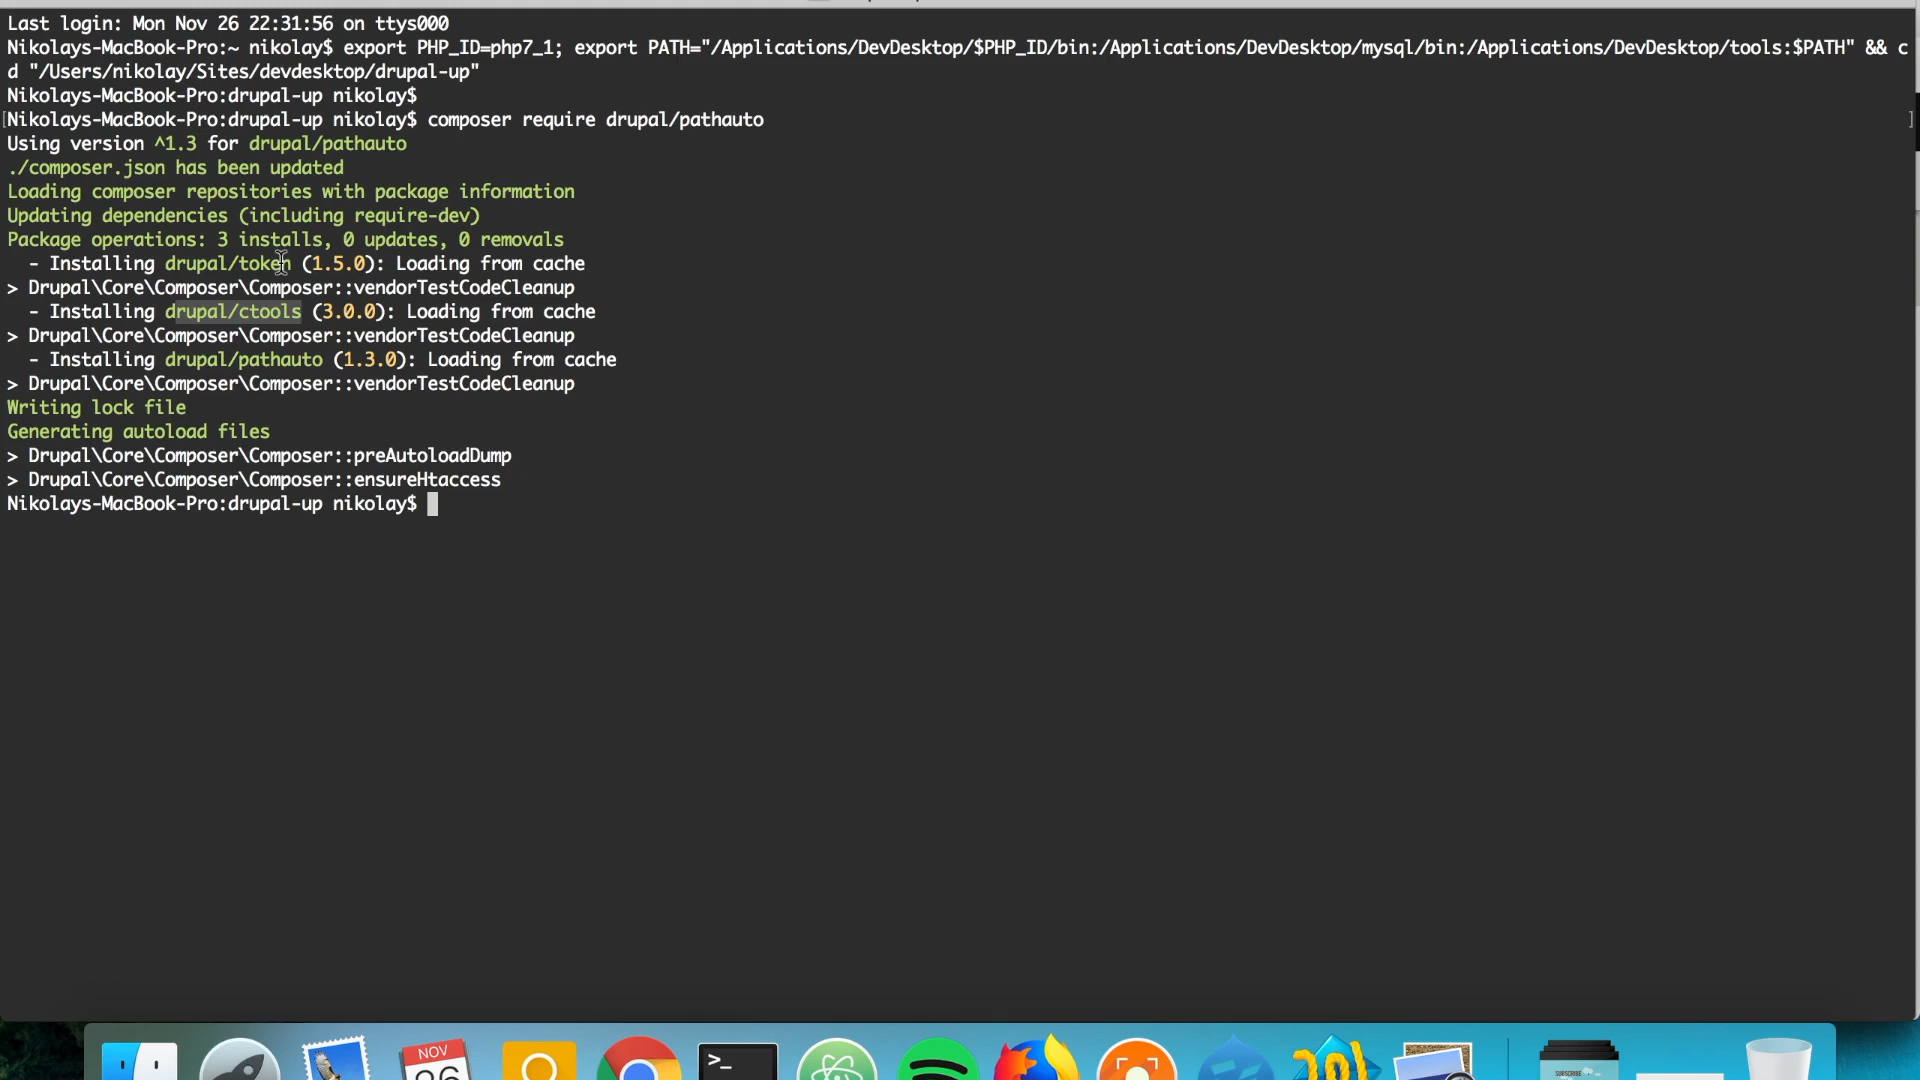 Last login: Mon Nov 26 22:31:56 on ttys000
Nikolays-MacBook-Pro:~ nikolay$ export PHP_ID=php7_1; export PATH="/Applications/DevDesktop/$PHP_ID/bin:/Applications/DevDesktop/mysql/bin:/Applications/DevDesktop/tools:$PATH" && c
d "/Users/nikolay/Sites/devdesktop/drupal-up"
Nikolays-MacBook-Pro:drupal-up nikolay$
[Nikolays-MacBook-Pro:drupal-up nikolay$ composer require drupal/pathauto ]
Using version ^1.3 for drupal/pathauto
./composer.json has been updated
Loading composer repositories with package information
Updating dependencies (including require-dev)
Package operations: 3 installs, 0 updates, 0 removals
  - Installing drupal/token (1.5.0): Loading from cache
> Drupal\Core\Composer\Composer::vendorTestCodeCleanup
  - Installing drupal/ctools (3.0.0): Loading from cache
> Drupal\Core\Composer\Composer::vendorTestCodeCleanup
  - Installing drupal/pathauto (1.3.0): Loading from cache
> Drupal\Core\Composer\Composer::vendorTestCodeCleanup
Writing lock file
Generating autoload files
> Drupal\Core\Composer\Composer::preAutoloadDump
> Drupal\Core\Composer\Composer::ensureHtaccess
Nikolays-MacBook-Pro:drupal-up nikolay$
NOV
26
>_
101
SUBSCRIBE